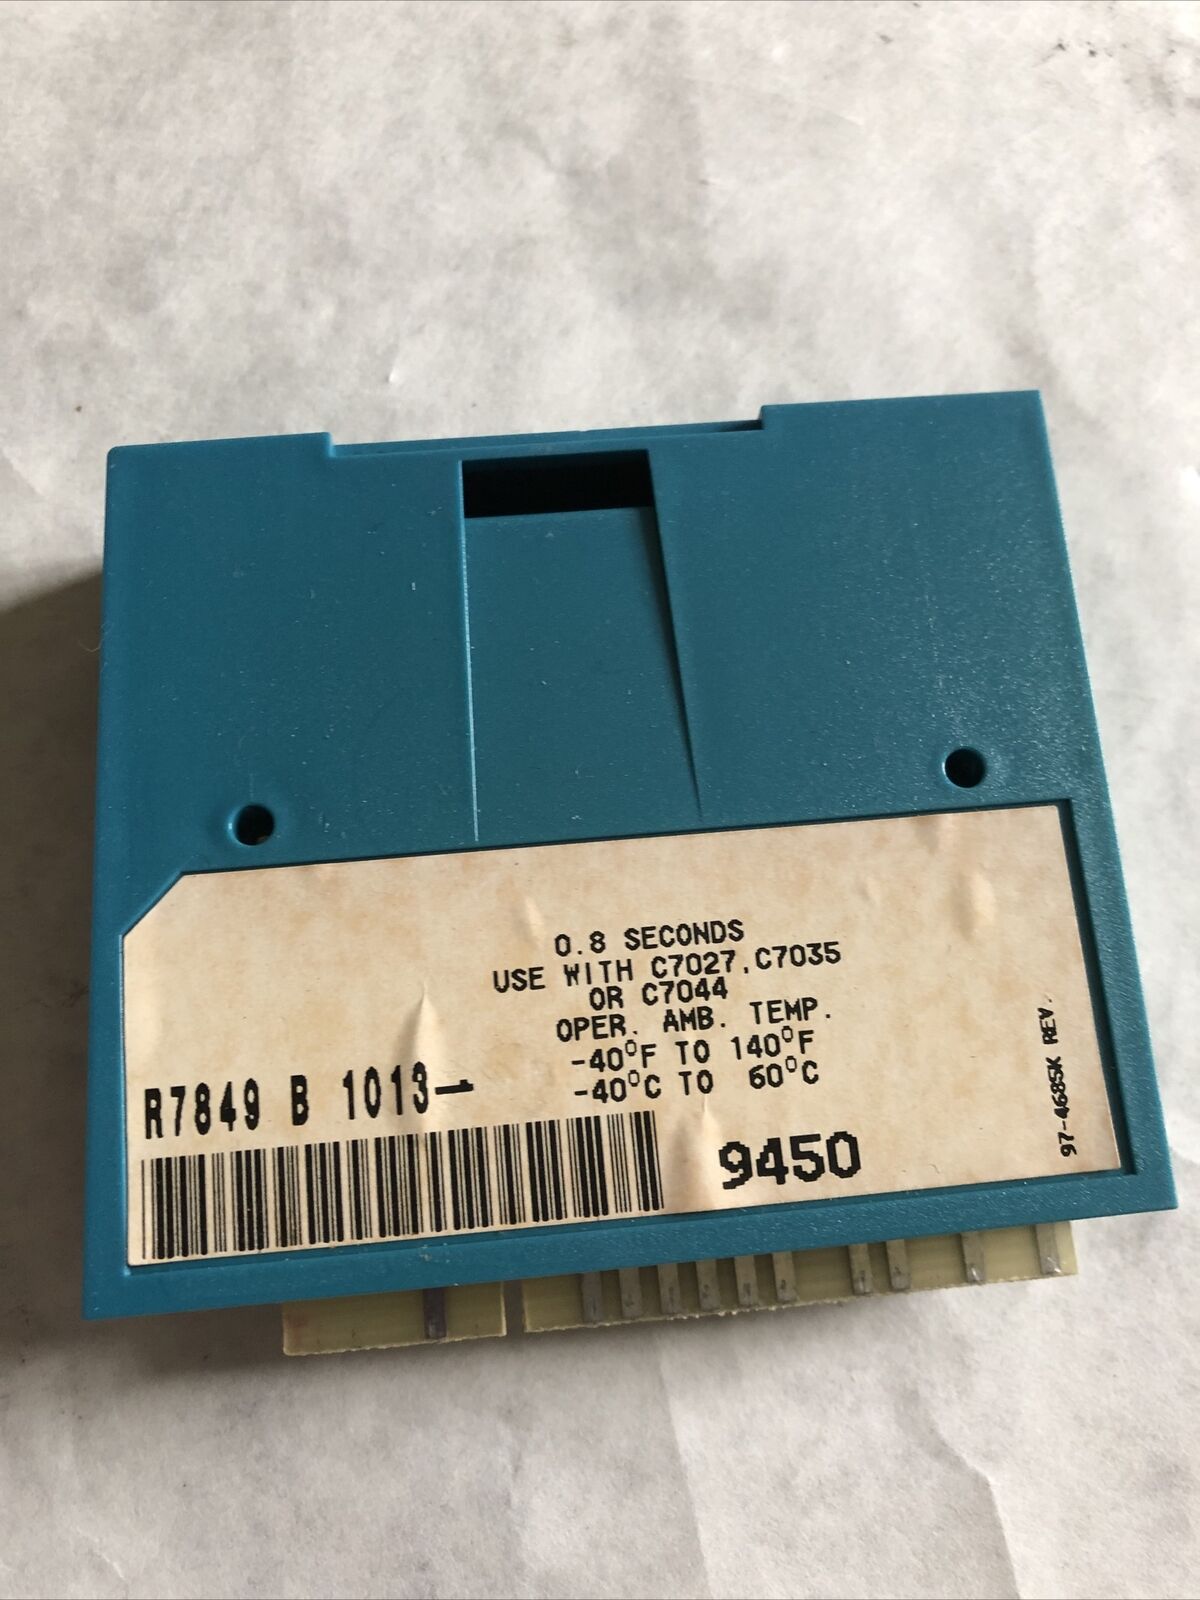 0.8 SECONDS
USE WITH C7027,C7035
OR C7044
OPER. AMB. TEMP.
-40°F TO 140°F
-40°C TO 60°C
R7849 B 1013-
9450
97-4685K REV.